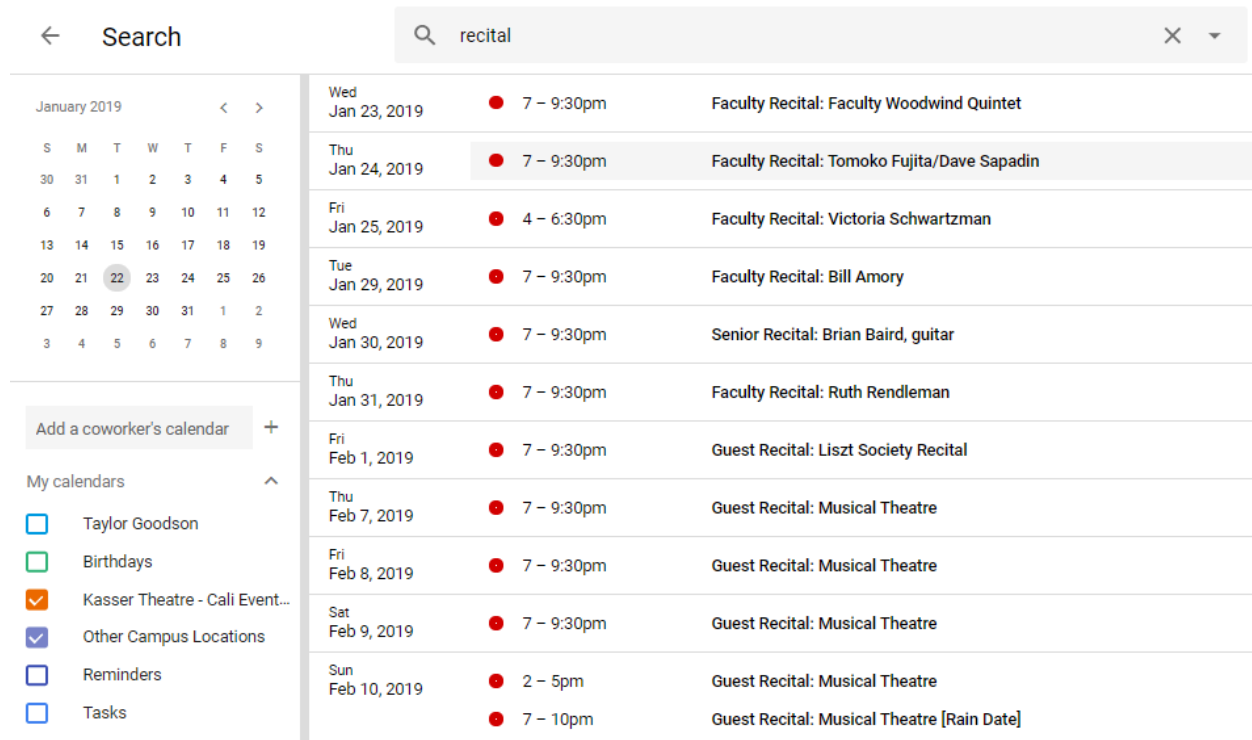 Search
recital
January 2019
S M T W T F S
30 31 1 2 3 4 5
6 7 8 9 10 11 12
13 14 15 16 17 18 19
20 21 22 23 24 25 26
27 28 29 30 31 1 2
3 4 5 6 7 8 9
Add a coworker's calendar
My calendars
Taylor Goodson
Birthdays
Kasser Theatre - Cali Event...
Other Campus Locations
Reminders
Tasks
Wed
Jan 23, 2019 7 – 9:30pm Faculty Recital: Faculty Woodwind Quintet
Thu
Jan 24, 2019 7 – 9:30pm Faculty Recital: Tomoko Fujita/Dave Sapadin
Fri
Jan 25, 2019 4 – 6:30pm Faculty Recital: Victoria Schwartzman
Tue
Jan 29, 2019 7 – 9:30pm Faculty Recital: Bill Amory
Wed
Jan 30, 2019 7 – 9:30pm Senior Recital: Brian Baird, guitar
Thu
Jan 31, 2019 7 – 9:30pm Faculty Recital: Ruth Rendleman
Fri
Feb 1, 2019 7 – 9:30pm Guest Recital: Liszt Society Recital
Thu
Feb 7, 2019 7 – 9:30pm Guest Recital: Musical Theatre
Fri
Feb 8, 2019 7 – 9:30pm Guest Recital: Musical Theatre
Sat
Feb 9, 2019 7 – 9:30pm Guest Recital: Musical Theatre
Sun
Feb 10, 2019 2 – 5pm Guest Recital: Musical Theatre
7 – 10pm Guest Recital: Musical Theatre [Rain Date]